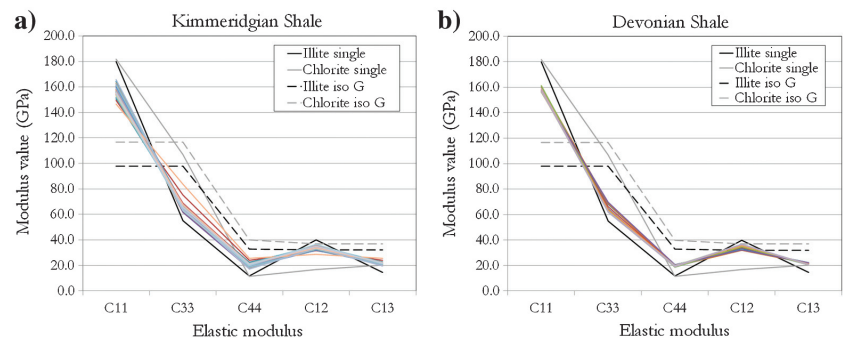 a)
Kimmeridgian Shale
200.0
180.0
160.0
140.0
120.0
100.0
80.0
60.0
40.0
20.0
0.0
Modulus value (GPa)
Illite single
Chlorite single
Illite iso G
Chlorite iso G
C11 C33 C44 C12 C13
Elastic modulus
b)
Devonian Shale
200.0
180.0
160.0
140.0
120.0
100.0
80.0
60.0
40.0
20.0
0.0
Modulus value (GPa)
Illite single
Chlorite single
Illite iso G
Chlorite iso G
C11 C33 C44 C12 C13
Elastic modulus